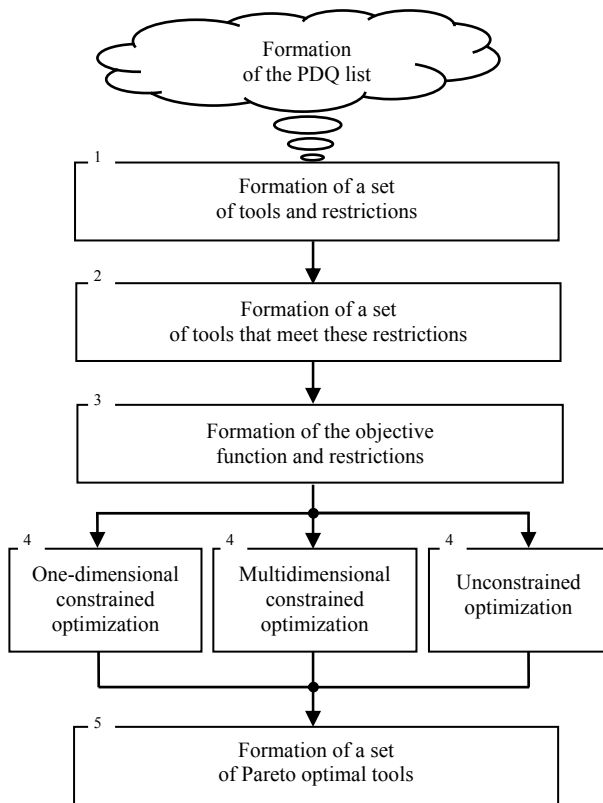 Formation
of the PDQ list
1
Formation of a set
of tools and restrictions
2
Formation of a set
of tools that meet these restrictions
3
Formation of the objective
function and restrictions
4
One-dimensional
constrained
optimization
4
Multidimensional
constrained
optimization
4
Unconstrained
optimization
5
Formation of a set
of Pareto optimal tools